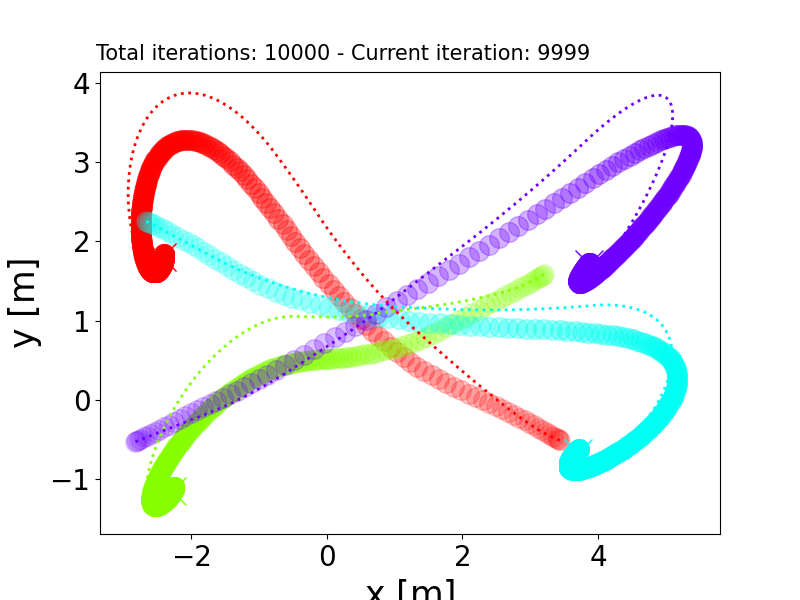 Total iterations: 10000 - Current iteration: 9999
4
3
2
1
0
−1
y [m]
−2 0 2 4
x [m]